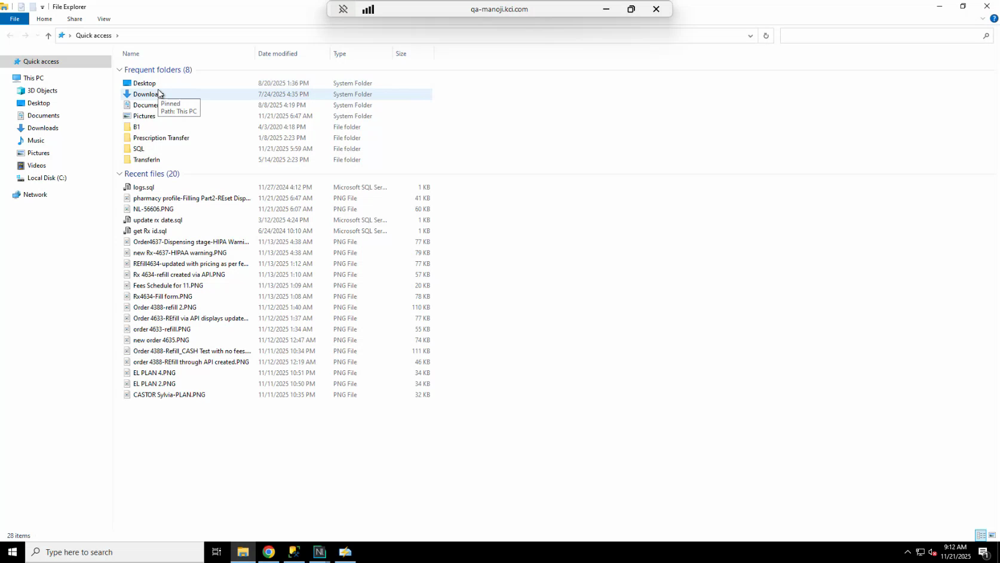 File Explorer
qa-manoji.kci.com
File Home Share View
Quick access
Name Date modified Type Size
Quick access
This PC
3D Objects
Desktop
Documents
Downloads
Music
Pictures
Videos
Local Disk (C:)
Network
Frequent folders (8)
Desktop 8/20/2025 1:36 PM System Folder
7/24/2025 4:35 PM System Folder
8/8/2025 4:19 PM System Folder
Pinned
Path: This PC
Pictures 11/21/2025 6:47 AM System Folder
B1 4/3/2020 4:18 PM File folder
Prescription Transfer 1/8/2025 2:23 PM File folder
SQL 11/21/2025 5:59 AM File folder
TransferIn 5/14/2025 2:23 PM File folder
Recent files (20)
logs.sql 11/27/2024 4:12 PM Microsoft SQL Ser... 1 KB
pharmacy profile-Filling Part2-REset Disp... 11/21/2025 6:47 AM PNG File 41 KB
NL-56606.PNG 11/21/2025 6:07 AM PNG File 60 KB
update rx date.sql 3/12/2025 4:24 PM Microsoft SQL Ser... 1 KB
get Rx id.sql 6/24/2024 10:10 AM Microsoft SQL Ser... 1 KB
Order4637-Dispensing stage-HIPA Warni... 11/13/2025 4:38 AM PNG File 77 KB
new Rx-4637-HIPAA warning.PNG 11/13/2025 4:38 AM PNG File 79 KB
REfill4634-updated with pricing as per fe... 11/13/2025 1:12 AM PNG File 77 KB
Rx 4634-refill created via API.PNG 11/13/2025 1:10 AM PNG File 57 KB
Fees Schedule for 11.PNG 11/13/2025 1:09 AM PNG File 20 KB
Rx4634-Fill form.PNG 11/13/2025 1:08 AM PNG File 78 KB
Order 4388-refill 2.PNG 11/12/2025 1:40 AM PNG File 110 KB
Order 4633-REfill via API displays update... 11/12/2025 1:37 AM PNG File 77 KB
order 4633-refill.PNG 11/12/2025 1:34 AM PNG File 55 KB
new order 4635.PNG 11/12/2025 12:47 AM PNG File 74 KB
Order 4388-Refill_CASH Test with no fees.... 11/11/2025 10:34 PM PNG File 111 KB
order 4388-REfill through API created.PNG 11/12/2025 12:19 AM PNG File 46 KB
EL PLAN 4.PNG 11/11/2025 10:51 PM PNG File 34 KB
EL PLAN 2.PNG 11/11/2025 10:50 PM PNG File 34 KB
CASTOR Sylvia-PLAN.PNG 11/11/2025 10:35 PM PNG File 32 KB
28 items
Type here to search
9:12 AM
11/21/2025
1